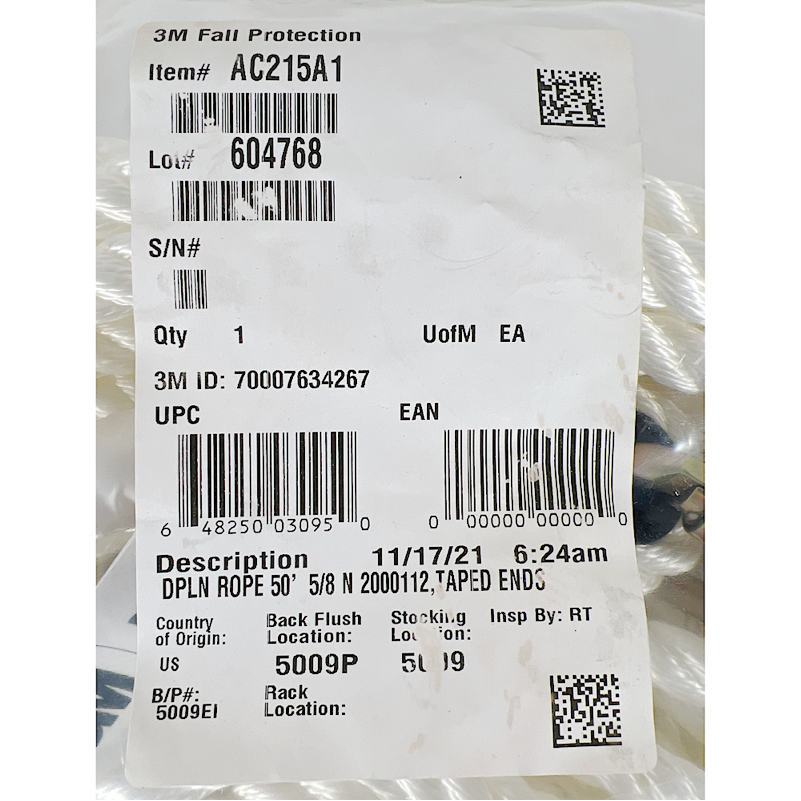 3M Fall Protection
Item# AC215A1
Lot# 604768
S/N#
Qty 1 UofM EA
3M ID: 70007634267
UPC EAN
6 48250 03095 0 0 00000 00000 0
Description 11/17/21 6:24am
DPLN ROPE 50' 5/8 N 2000112,TAPED ENDS
Country Back Flush Stocking Insp By: RT
of Origin: Location: Location:
US 5009P 5009
B/P#: Rack
5009EI Location: